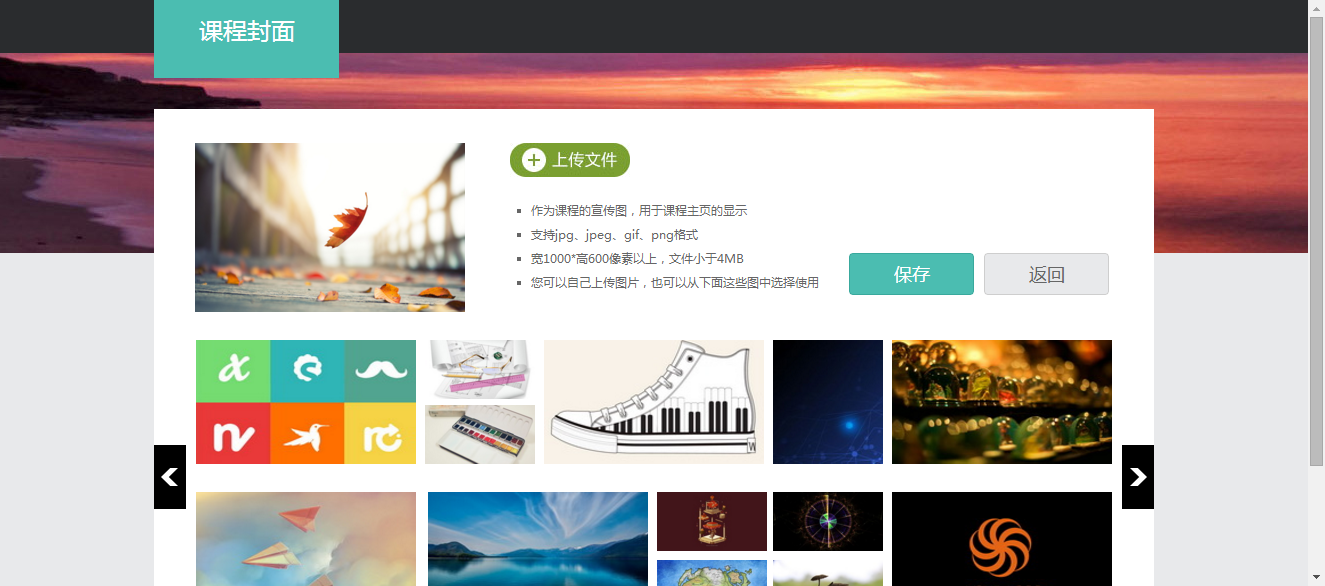 课程封面
上传文件
作为课程的宣传图，用于课程主页的显示
支持jpg、jpeg、gif、png格式
宽1000*高600像素以上，文件小于4MB
您可以自己上传图片，也可以从下面这些图中选择使用
保存
返回
W